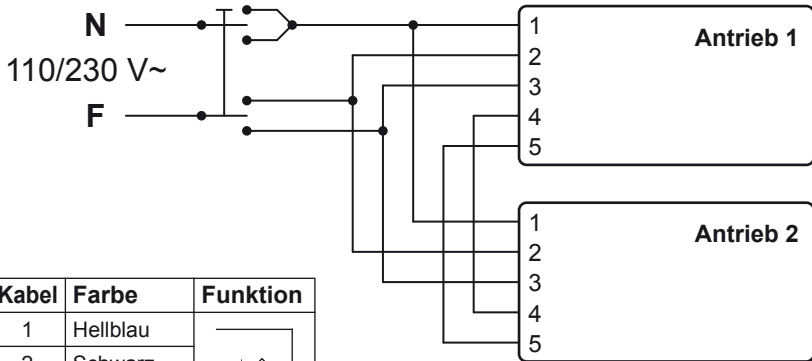 N
110/230 V~
F
1
2
3
4
5
Antrieb 1
1
2
3
4
5
Antrieb 2
Kabel Farbe Funktion
1 Hellblau
2 Schwarz